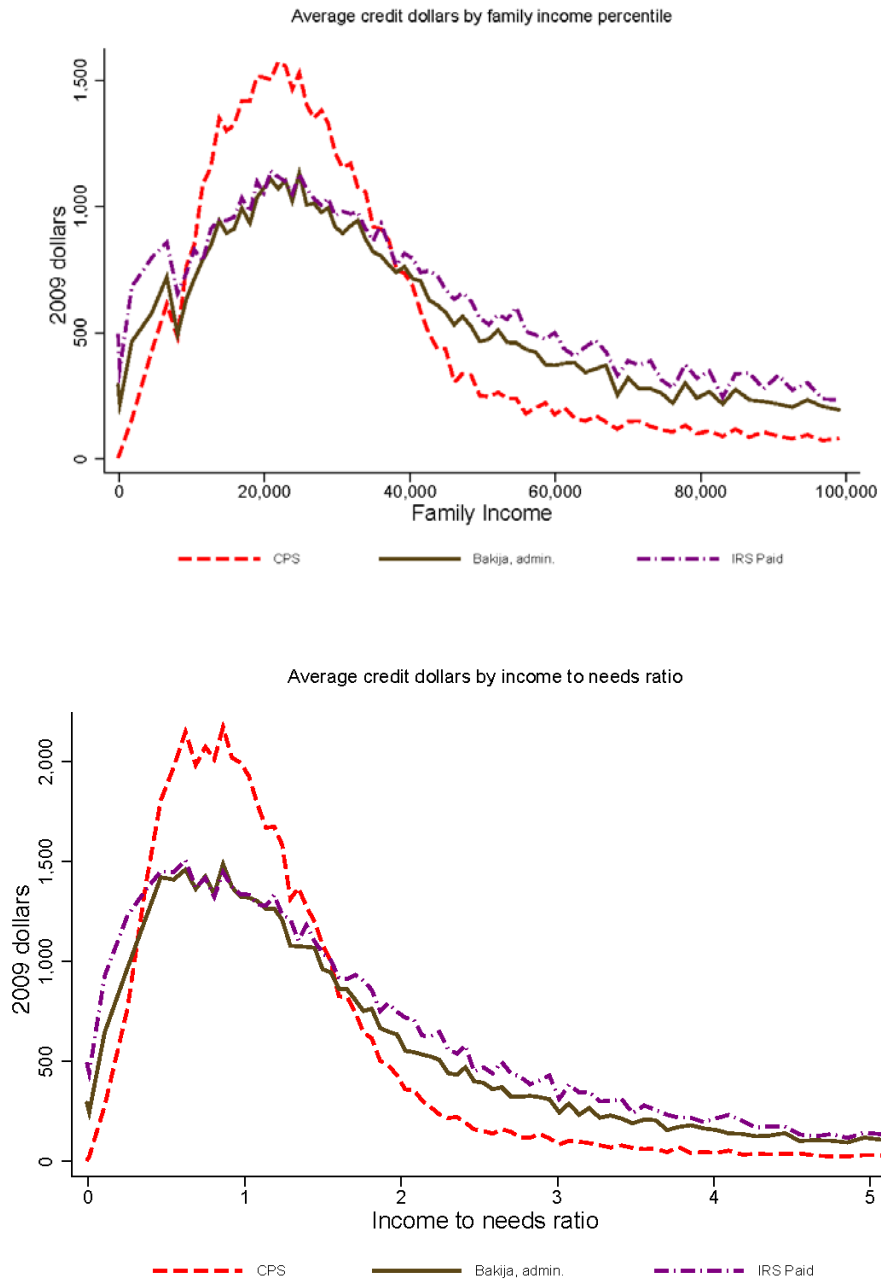 Average credit dollars by family income percentile
1,500
1,000
500
0
2009 dollars
0 20,000 40,000 60,000 80,000 100,000
Family Income
CPS Bakija, admin. IRS Paid
Average credit dollars by income to needs ratio
2,000
1,500
1,000
500
0
2009 dollars
0 1 2 3 4 5
Income to needs ratio
CPS Bakija, admin. IRS Paid